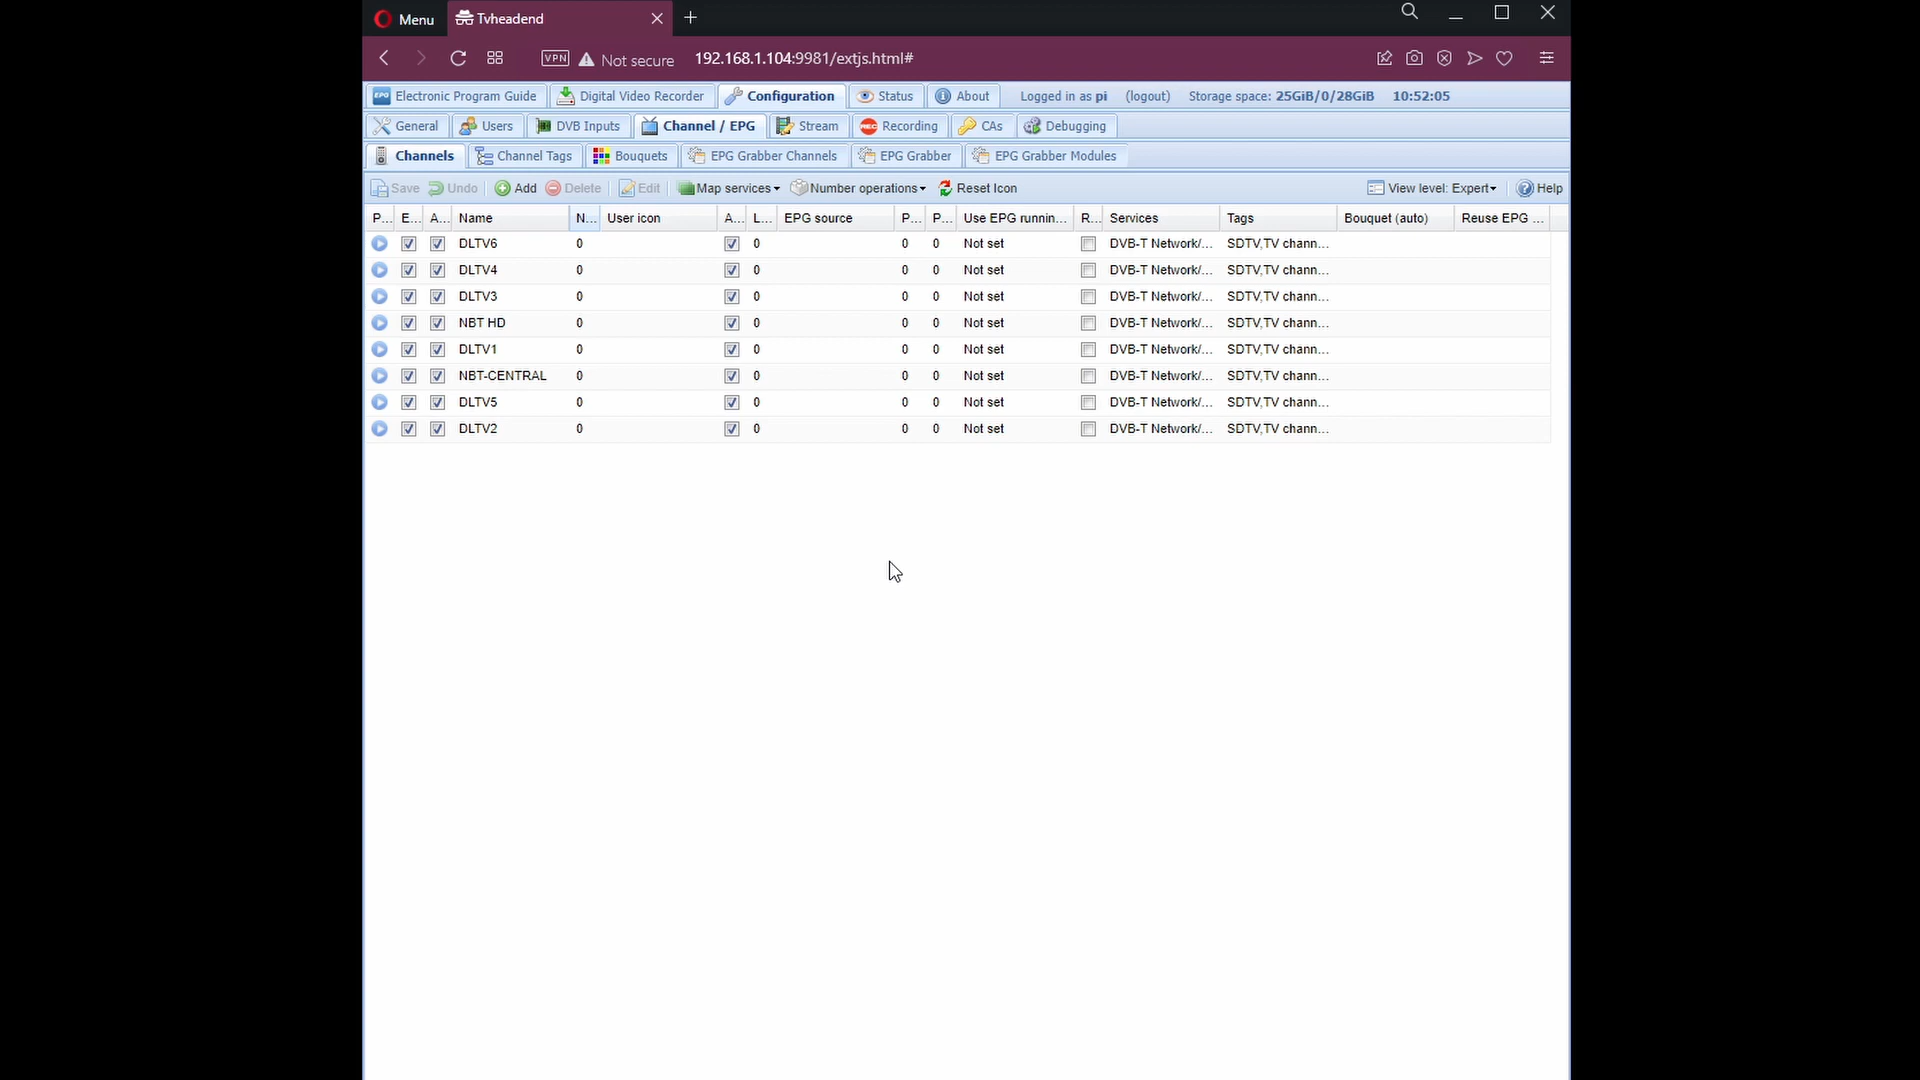 Menu Tvheadend
VPN Not secure 192.168.1.104:9981/extjs.html#
EPG Electronic Program Guide Digital Video Recorder Configuration Status About Logged in as pi (logout) Storage space: 25GiB/0/28GiB 10:52:05
General Users DVB Inputs Channel / EPG Stream REC Recording CAs Debugging
Channels Channel Tags Bouquets EPG Grabber Channels EPG Grabber EPG Grabber Modules
Save Undo Add Delete Edit Map services Number operations Reset Icon View level: Expert Help
P... E... A... Name N... User icon A... L... EPG source P... P... Use EPG runnin... R... Services Tags Bouquet (auto) Reuse EPG ...
DLTV6 0 0 0 0 Not set DVB-T Network/... SDTV,TV chann...
DLTV4 0 0 0 0 Not set DVB-T Network/... SDTV,TV chann...
DLTV3 0 0 0 0 Not set DVB-T Network/... SDTV,TV chann...
NBT HD 0 0 0 0 Not set DVB-T Network/... SDTV,TV chann...
DLTV1 0 0 0 0 Not set DVB-T Network/... SDTV,TV chann...
NBT-CENTRAL 0 0 0 0 Not set DVB-T Network/... SDTV,TV chann...
DLTV5 0 0 0 0 Not set DVB-T Network/... SDTV,TV chann...
DLTV2 0 0 0 0 Not set DVB-T Network/... SDTV,TV chann...